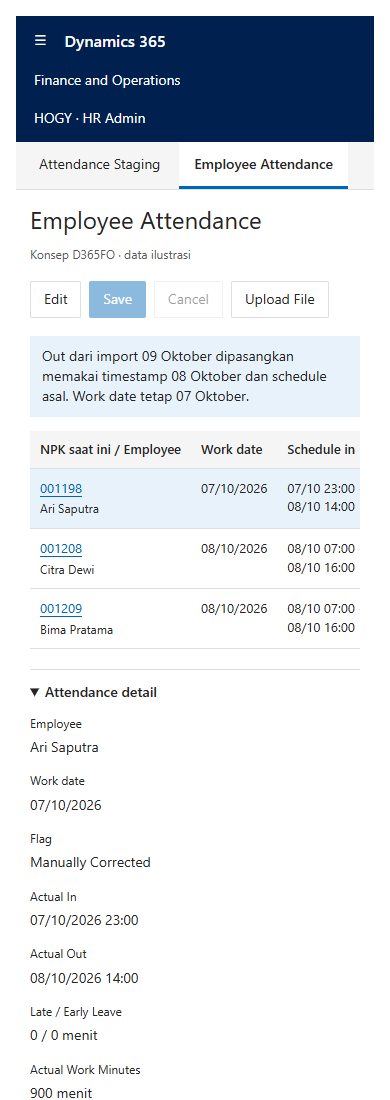 ☰ Dynamics 365
Finance and Operations
HOGY · HR Admin
Attendance Staging Employee Attendance
Employee Attendance
Konsep D365FO · data ilustrasi
Edit Save Cancel Upload File
Out dari import 09 Oktober dipasangkan
memakai timestamp 08 Oktober dan schedule
asal. Work date tetap 07 Oktober.
NPK saat ini / Employee Work date Schedule in
001198 07/10/2026 07/10 23:00
Ari Saputra 08/10 14:00
001208 08/10/2026 08/10 07:00
Citra Dewi 08/10 16:00
001209 08/10/2026 08/10 07:00
Bima Pratama 08/10 16:00
▼ Attendance detail
Employee
Ari Saputra
Work date
07/10/2026
Flag
Manually Corrected
Actual In
07/10/2026 23:00
Actual Out
08/10/2026 14:00
Late / Early Leave
0 / 0 menit
Actual Work Minutes
900 menit